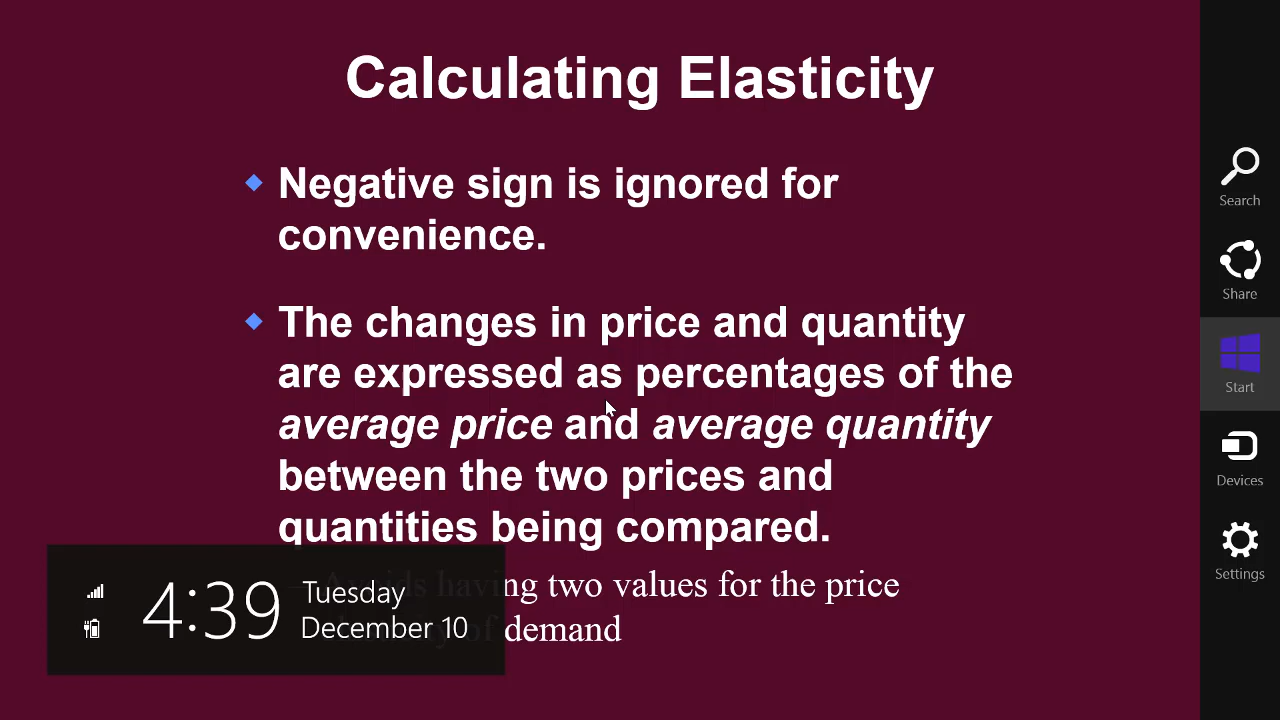 Calculating Elasticity
Negative sign is ignored for
convenience.
The changes in price and quantity
are expressed as percentages of the
average price and average quantity
between the two prices and
quantities being compared.
– Avoids having two values for the price
of demand
4:39
Tuesday
December 10
Search
Share
Start
Devices
Settings